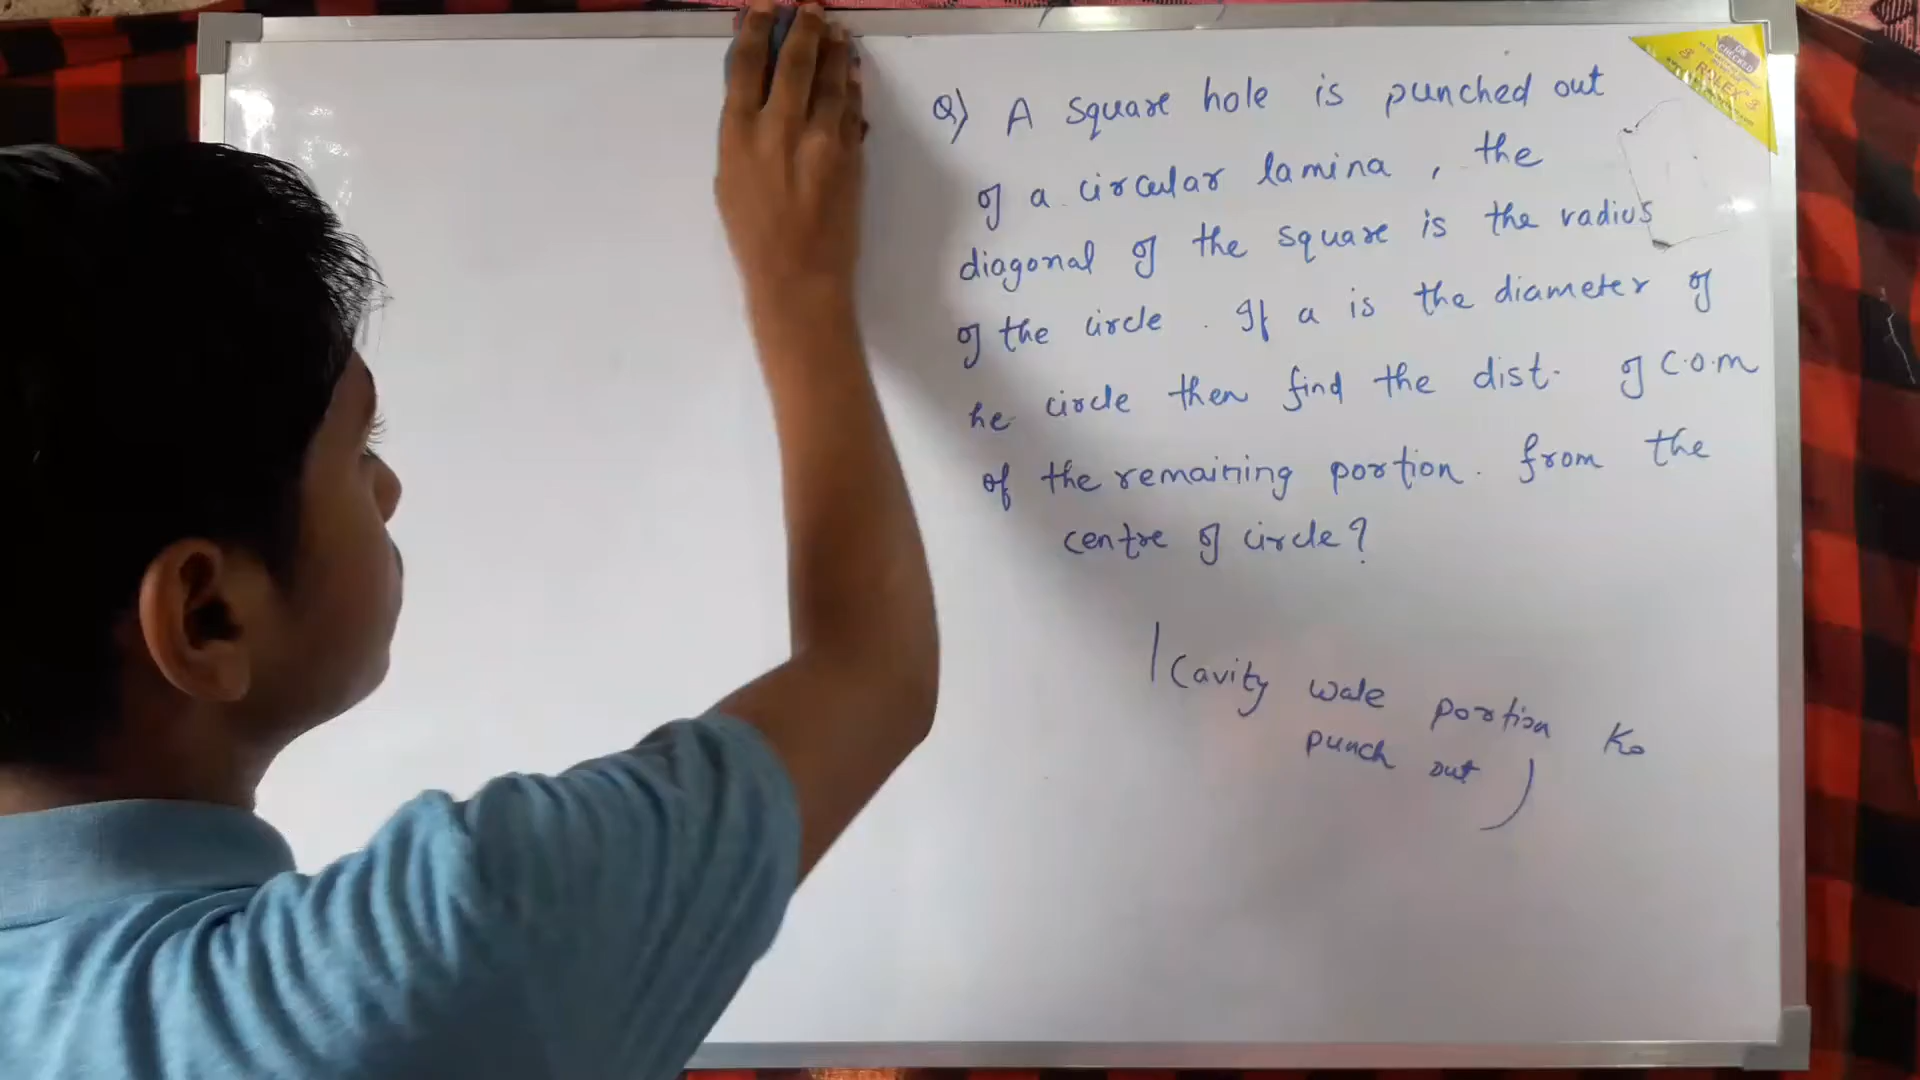 Q) A square hole is punched out
of a circular lamina, the
diagonal of the square is the radius
of the circle. If a is the diameter of
he circle then find the dist. of C.O.M
of the remaining portion. from the
centre of circle?
(Cavity wale portion Ko
punch out)
CHECKED